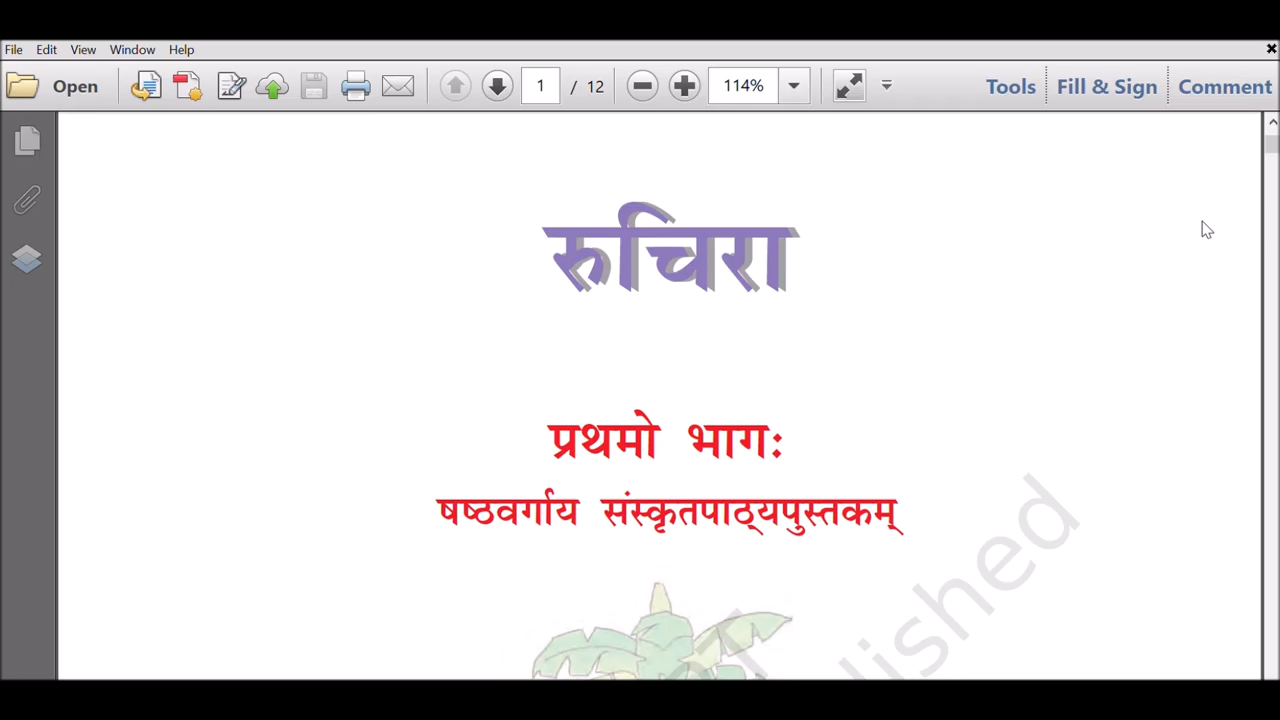 File Edit View Window Help
Open 1 / 12 114% Tools Fill & Sign Comment
रुचिरा
प्रथमो भागः
षष्ठवर्गाय संस्कृतपाठ्यपुस्तकम्